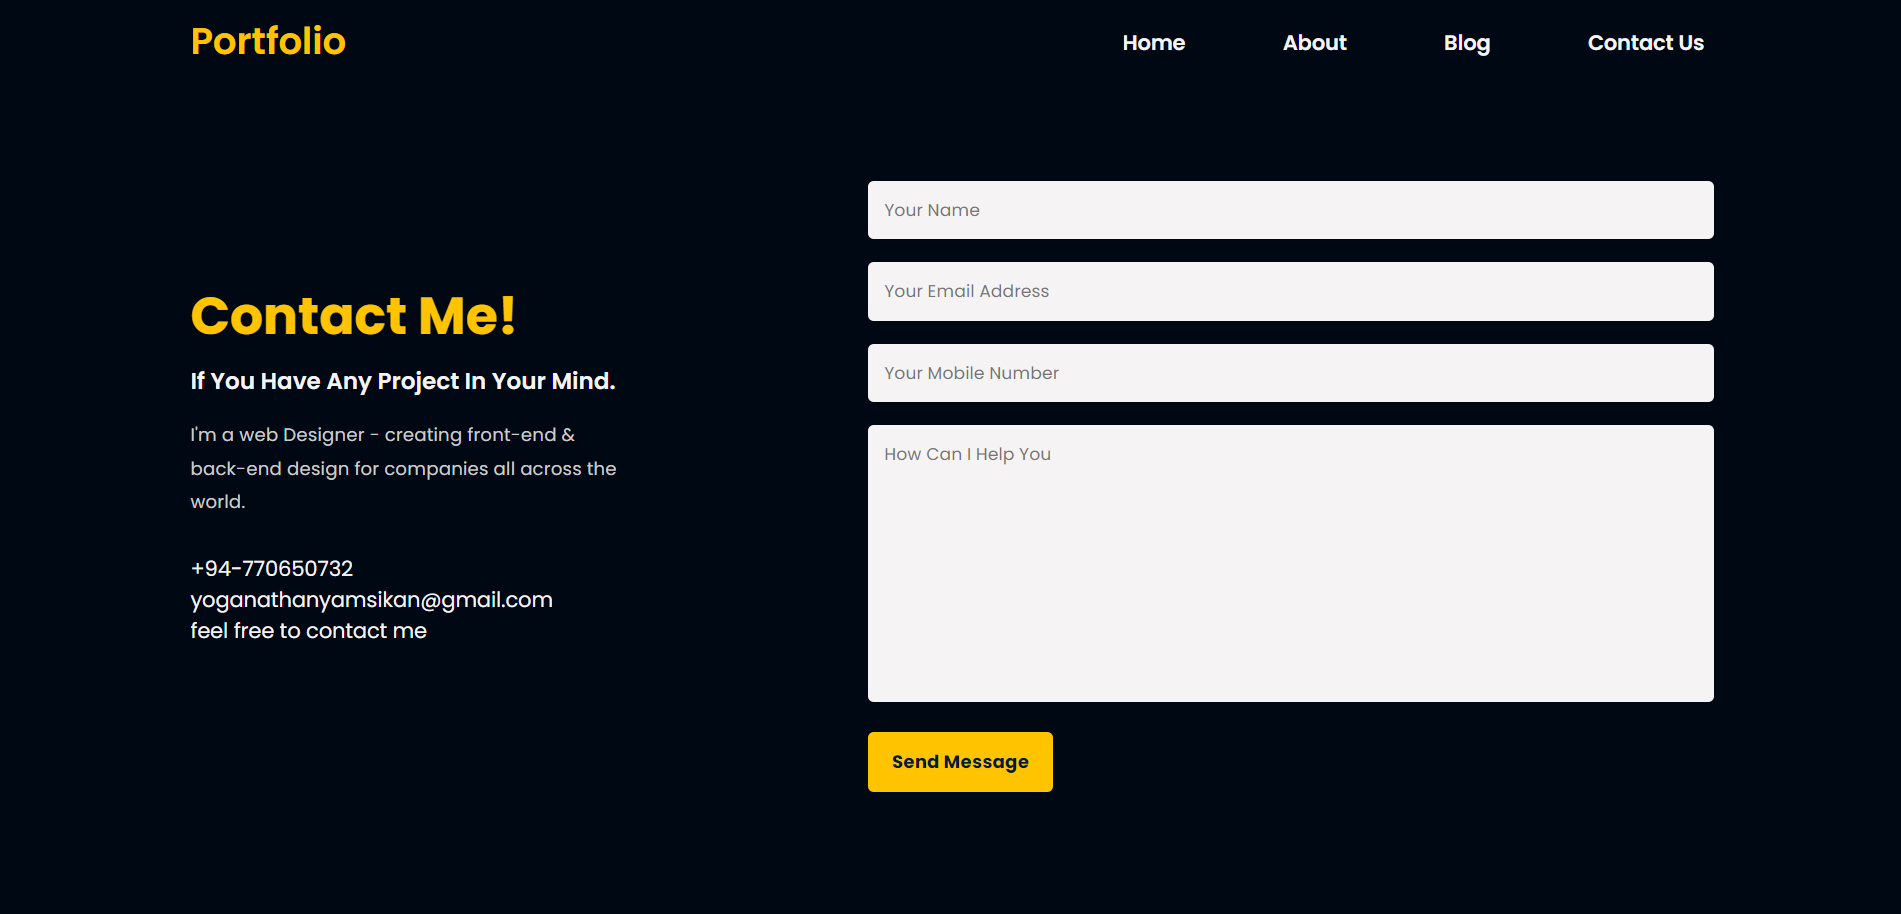 Portfolio
Home
About
Blog
Contact Us
Contact Me!
If You Have Any Project In Your Mind.
I'm a web Designer - creating front-end &
back-end design for companies all across the
world.
+94-770650732
yoganathanyamsikan@gmail.com
feel free to contact me
Your Name
Your Email Address
Your Mobile Number
How Can I Help You
Send Message